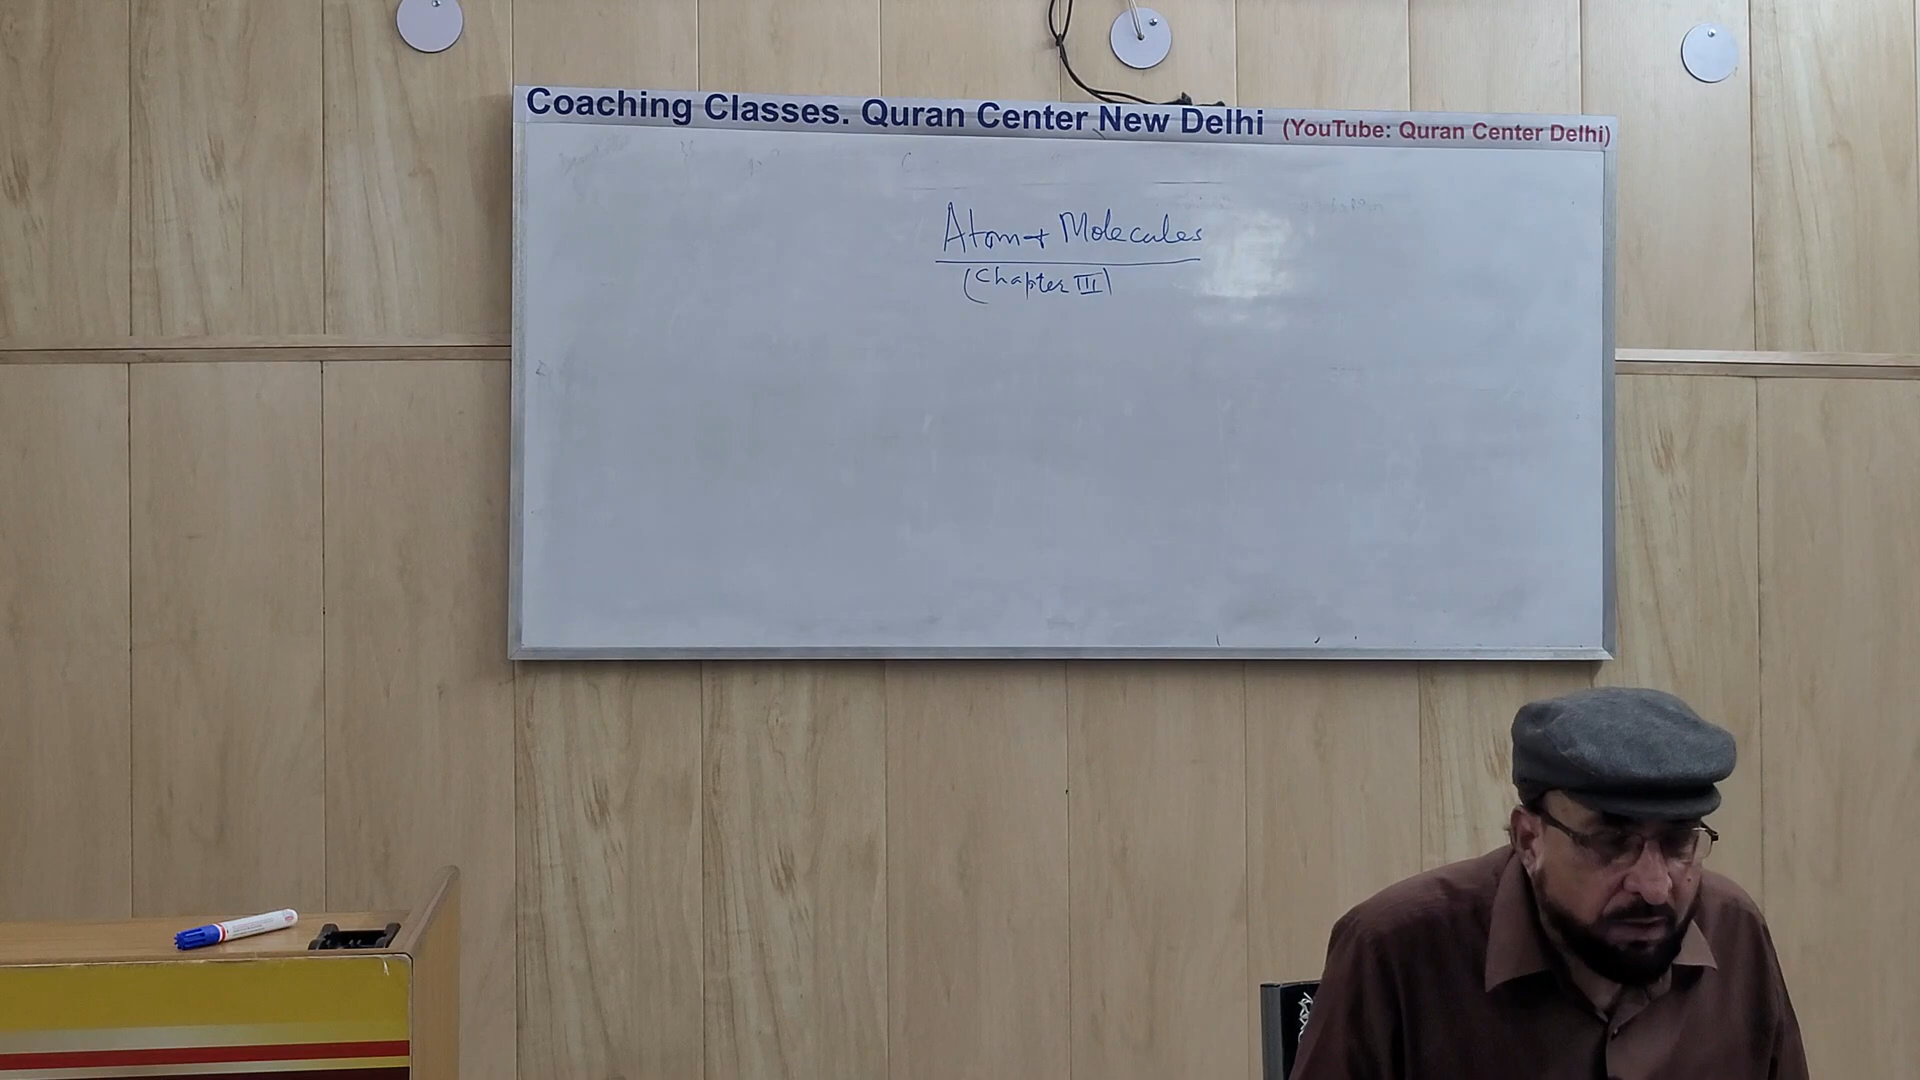 Coaching Classes. Quran Center New Delhi (YouTube: Quran Center Delhi)
Atom + Molecules
(Chapter III)